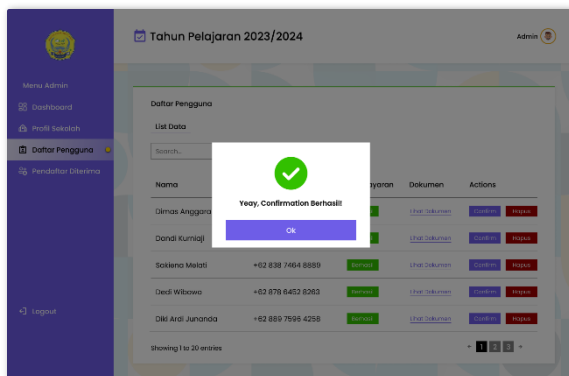 Tahun Pelajaran 2023/2024
Admin
Menu Admin
Dashboard
Profil Sekolah
Daftar Pengguna
Pendaftar Diterima
Logout
Daftar Pengguna
List Data
Search..
Nama Dokumen Actions
Yeay, Confirmation Berhasil!
Ok
Dimas Anggara Lihat Dokumen Confirm Hapus
Dandi Kurniaji Lihat Dokumen Confirm Hapus
Sakiena Melati +62 838 7464 8889 Berhasil Lihat Dokumen Confirm Hapus
Dedi Wibowo +62 878 6452 8263 Berhasil Lihat Dokumen Confirm Hapus
Diki Ardi Junanda +62 889 7596 4258 Berhasil Lihat Dokumen Confirm Hapus
Showing 1 to 20 entries
1 2 3